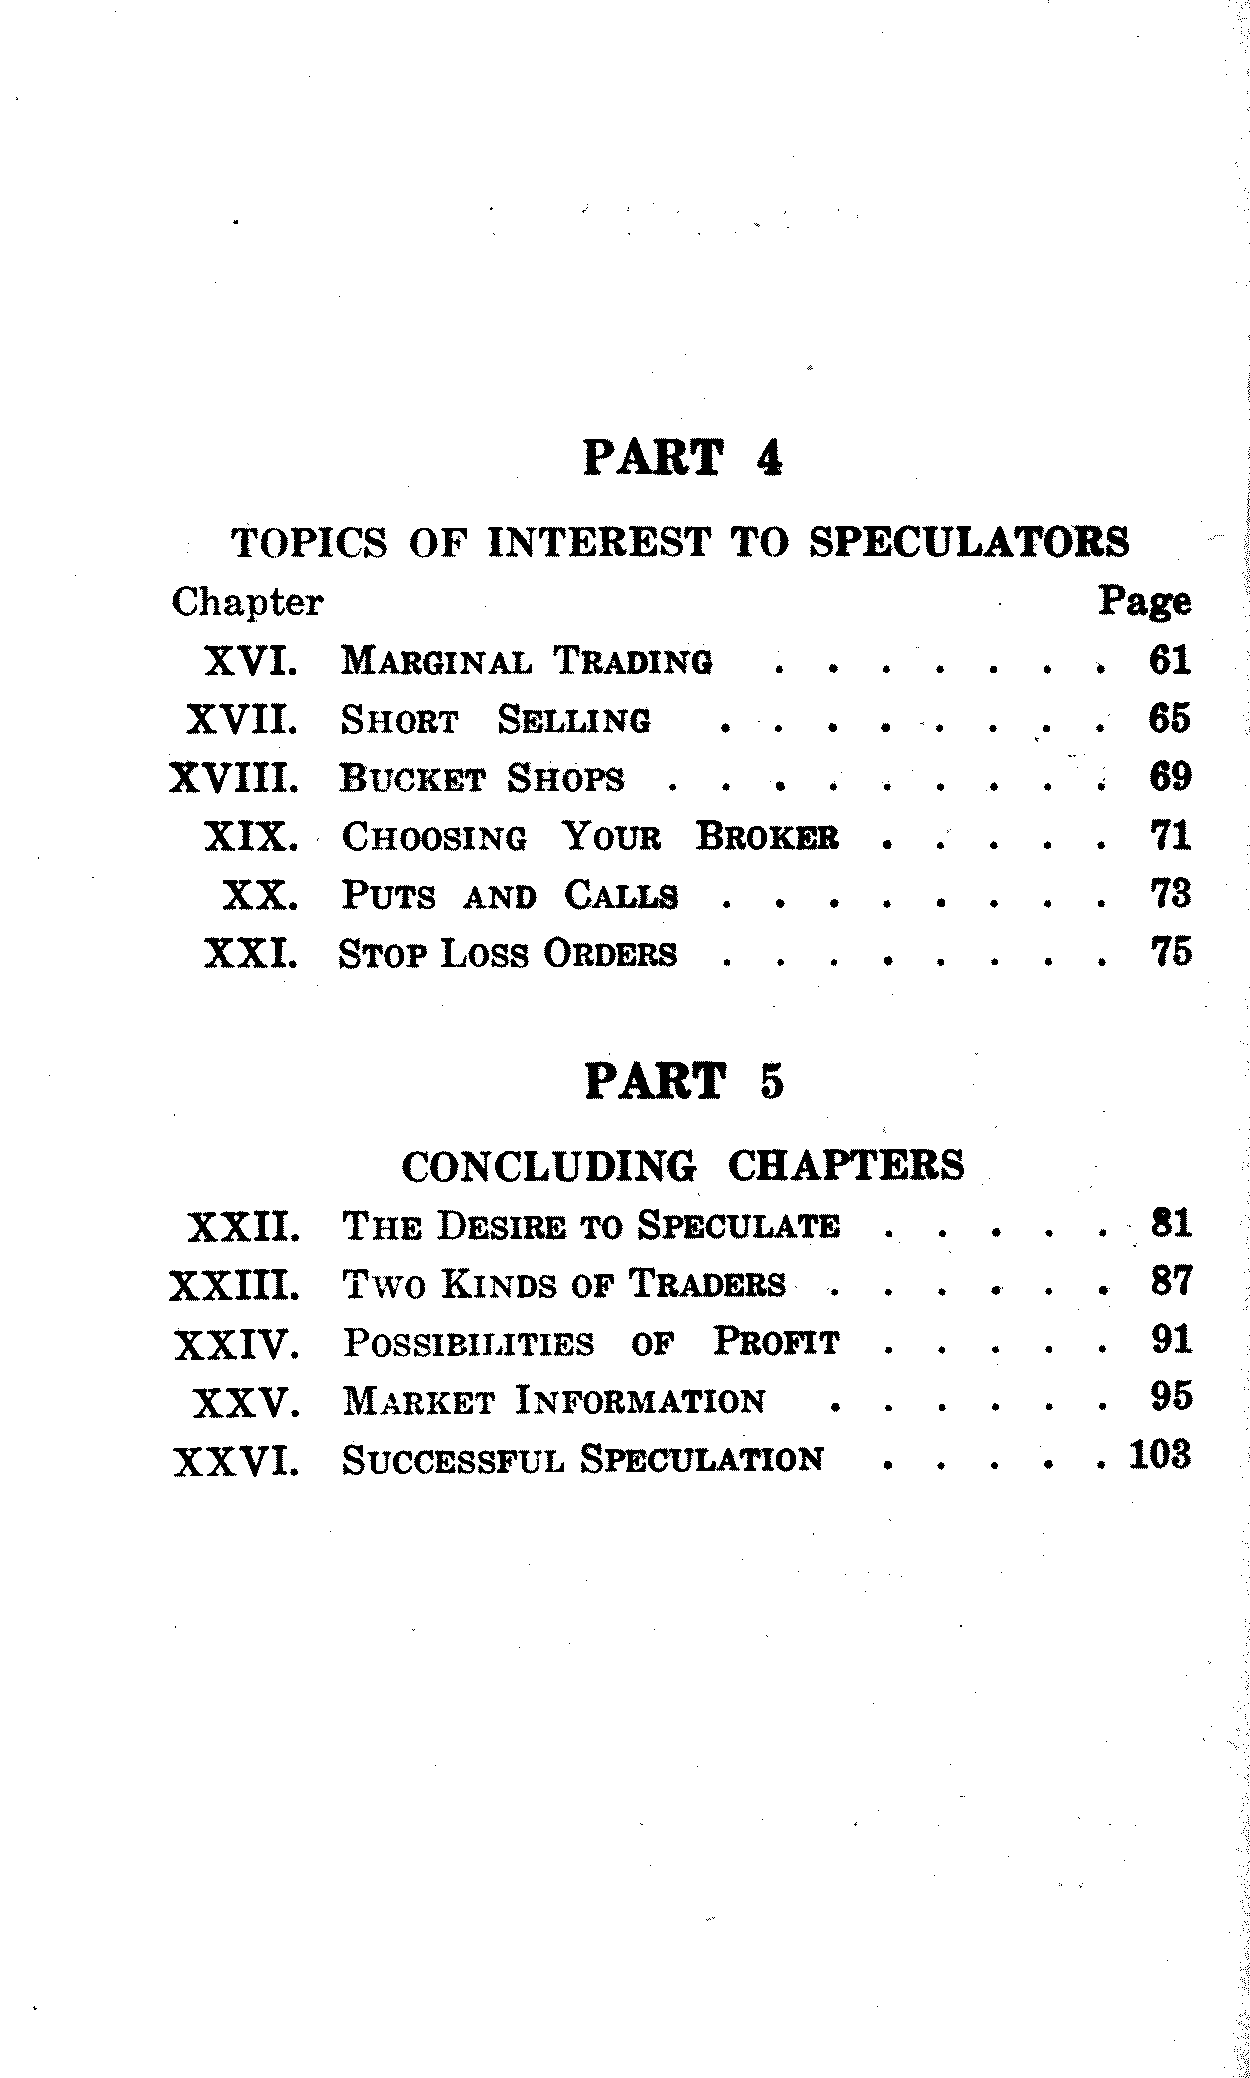 PART 4
TOPICS OF INTEREST TO SPECULATORS
Chapter Page
XVI. MARGINAL TRADING . . . . . . . 61
XVII. SHORT SELLING . . . . . . . . 65
XVIII. BUCKET SHOPS . . . . . . . . . 69
XIX. CHOOSING YOUR BROKER . . . . . 71
XX. PUTS AND CALLS . . . . . . . . 73
XXI. STOP LOSS ORDERS . . . . . . . . 75
PART 5
CONCLUDING CHAPTERS
XXII. THE DESIRE TO SPECULATE . . . . . 81
XXIII. TWO KINDS OF TRADERS . . . . . . 87
XXIV. POSSIBILITIES OF PROFIT . . . . . 91
XXV. MARKET INFORMATION . . . . . . 95
XXVI. SUCCESSFUL SPECULATION . . . . . 103